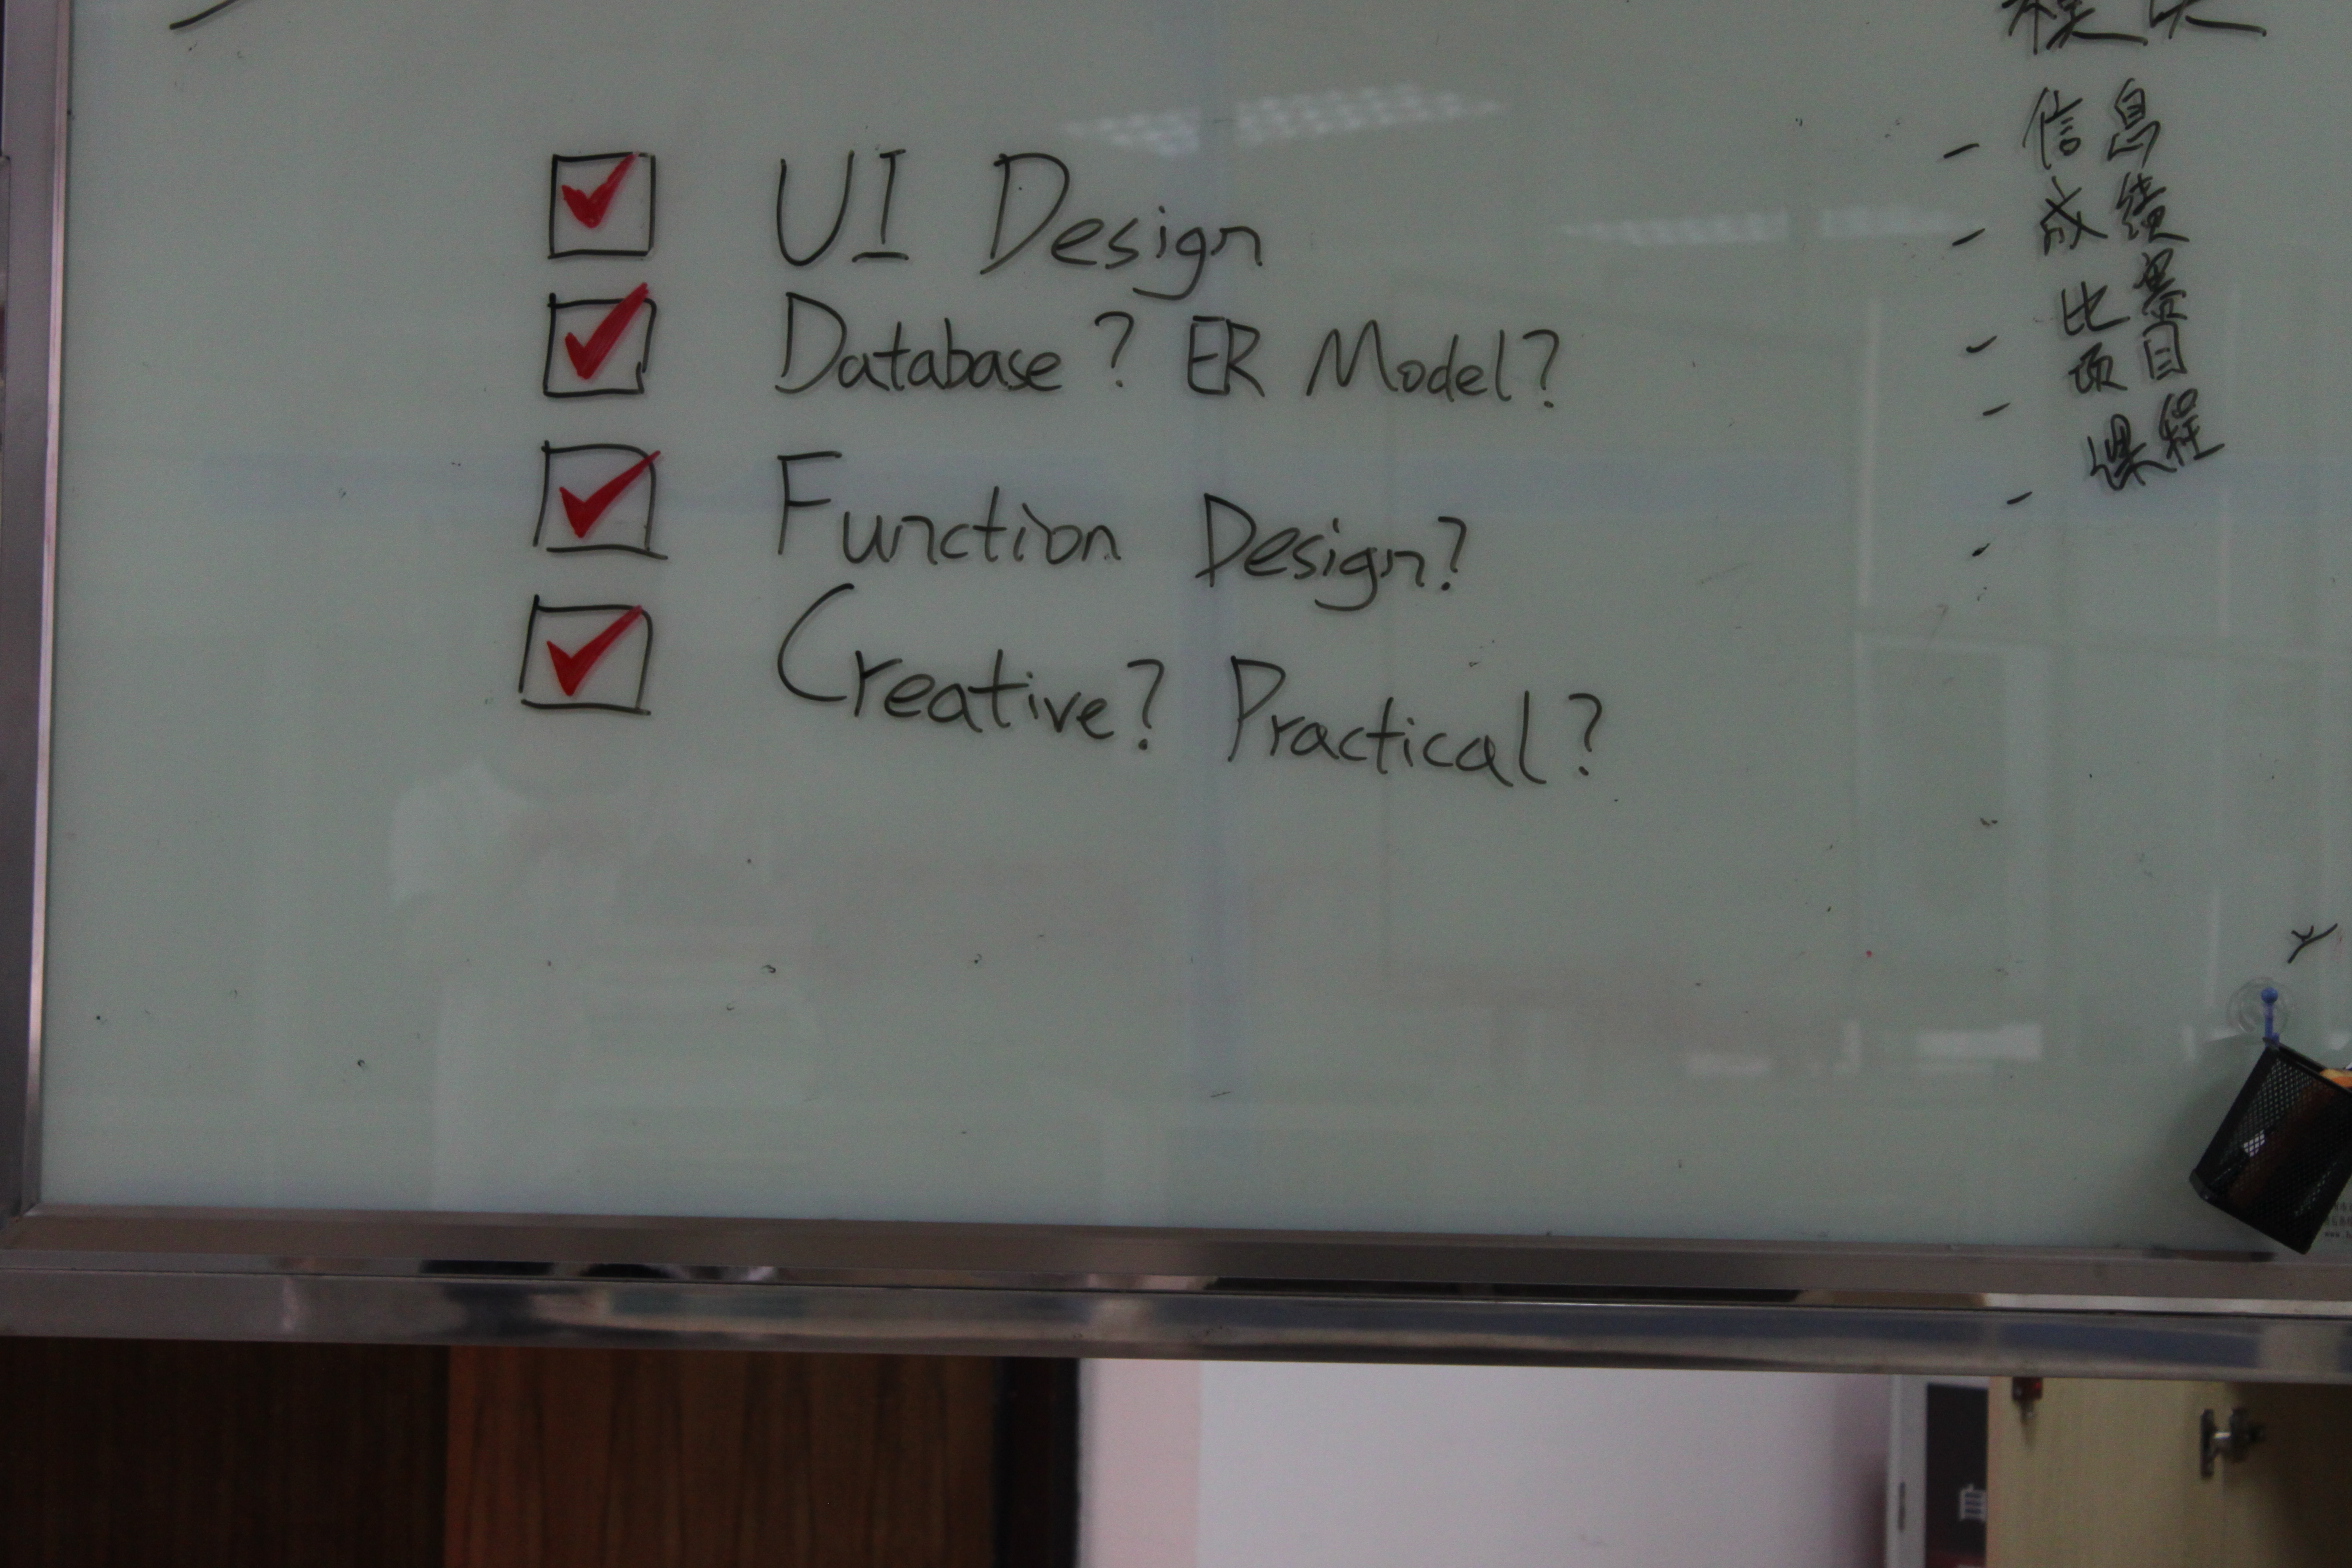 UI Design
Database? ER Model?
Function Design?
Creative? Practical?
模块
- 信息
- 成绩
- 比赛
- 项目
- 课程
-
自